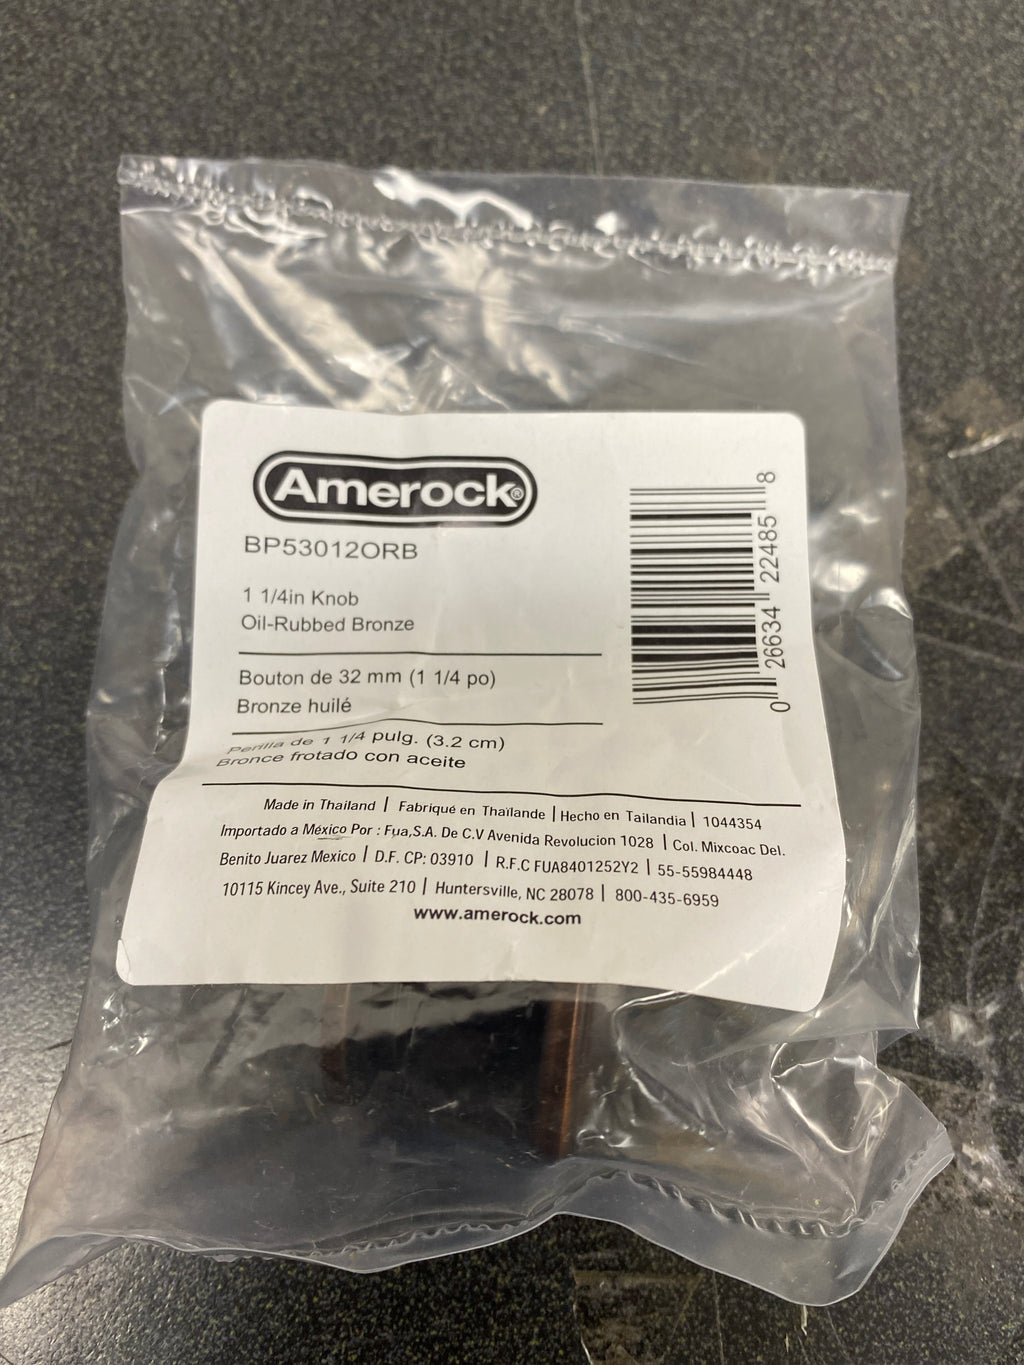 Amerock®
BP53012ORB
1 1/4in Knob
Oil-Rubbed Bronze
Bouton de 32 mm (1 1/4 po)
Bronze huilé
Perilla de 1 1/4 pulg. (3.2 cm)
Bronce frotado con aceite
0 26634 22485 8
Made in Thailand | Fabriqué en Thaïlande | Hecho en Tailandia | 1044354
Importado a México Por : Fua,S.A. De C.V Avenida Revolucion 1028 | Col. Mixcoac Del.
Benito Juarez Mexico | D.F. CP: 03910 | R.F.C FUA8401252Y2 | 55-55984448
10115 Kincey Ave., Suite 210 | Huntersville, NC 28078 | 800-435-6959
www.amerock.com